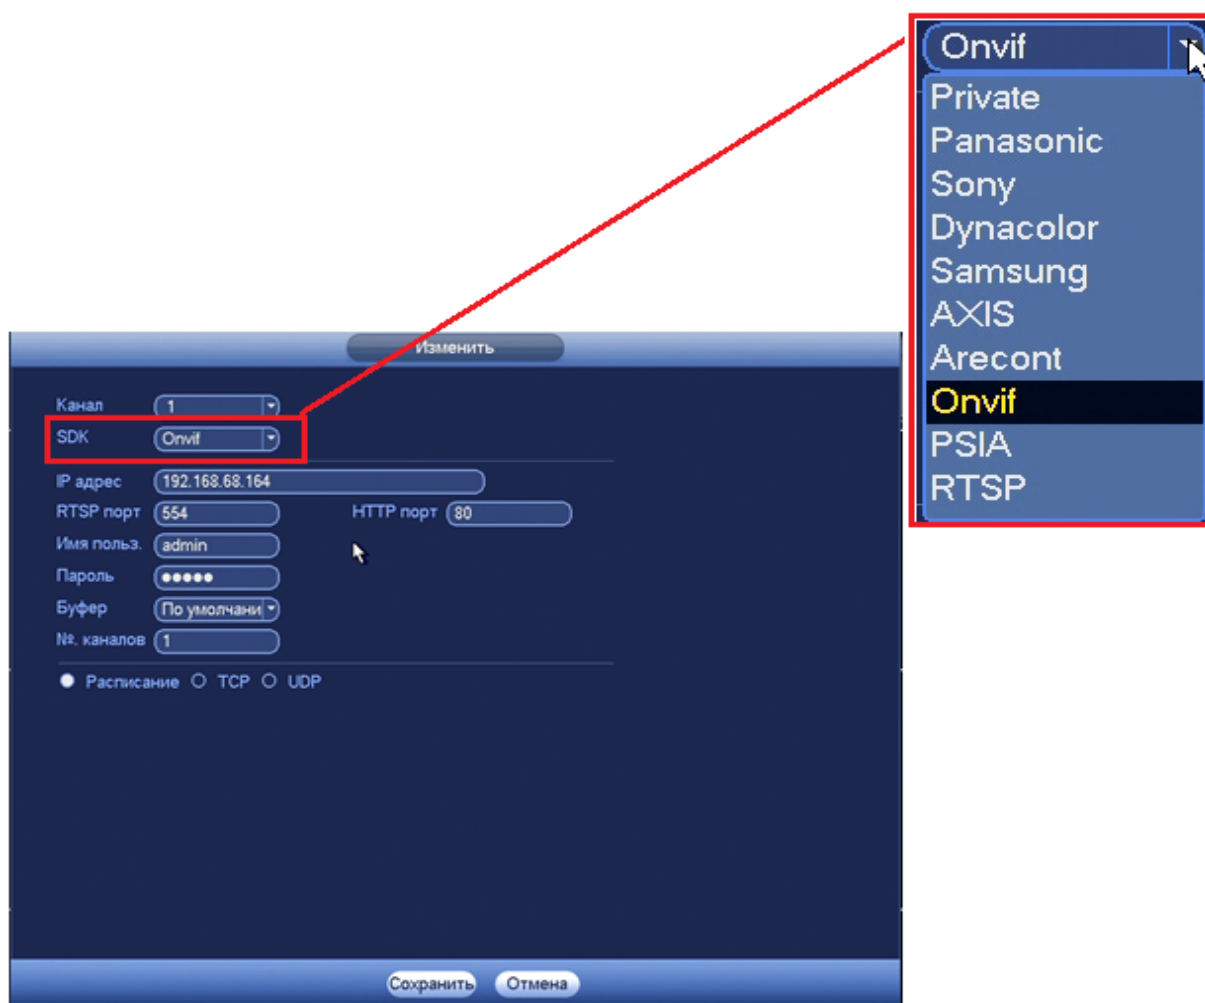 Onvif
Private
Panasonic
Sony
Dynacolor
Samsung
AXIS
Arecont
Onvif
PSIA
RTSP
Изменить
Канал 1
SDK Onvif
IP адрес 192.168.68.164
RTSP порт 554 HTTP порт 80
Имя польз. admin
Пароль ●●●●●
Буфер По умолчани
№. каналов 1
Расписание TCP UDP
Сохранить Отмена